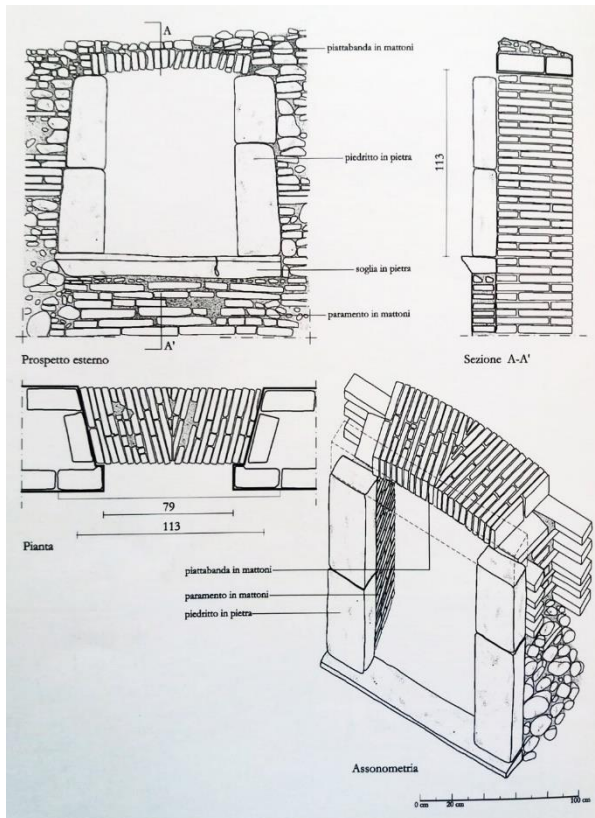 A
piattabanda in mattoni
piedritto in pietra
113
soglia in pietra
paramento in mattoni
A'
Prospetto esterno
Sezione A-A'
79
113
Pianta
piattabanda in mattoni
paramento in mattoni
piedritto in pietra
Assonometria
0 cm 20 cm 100 cm